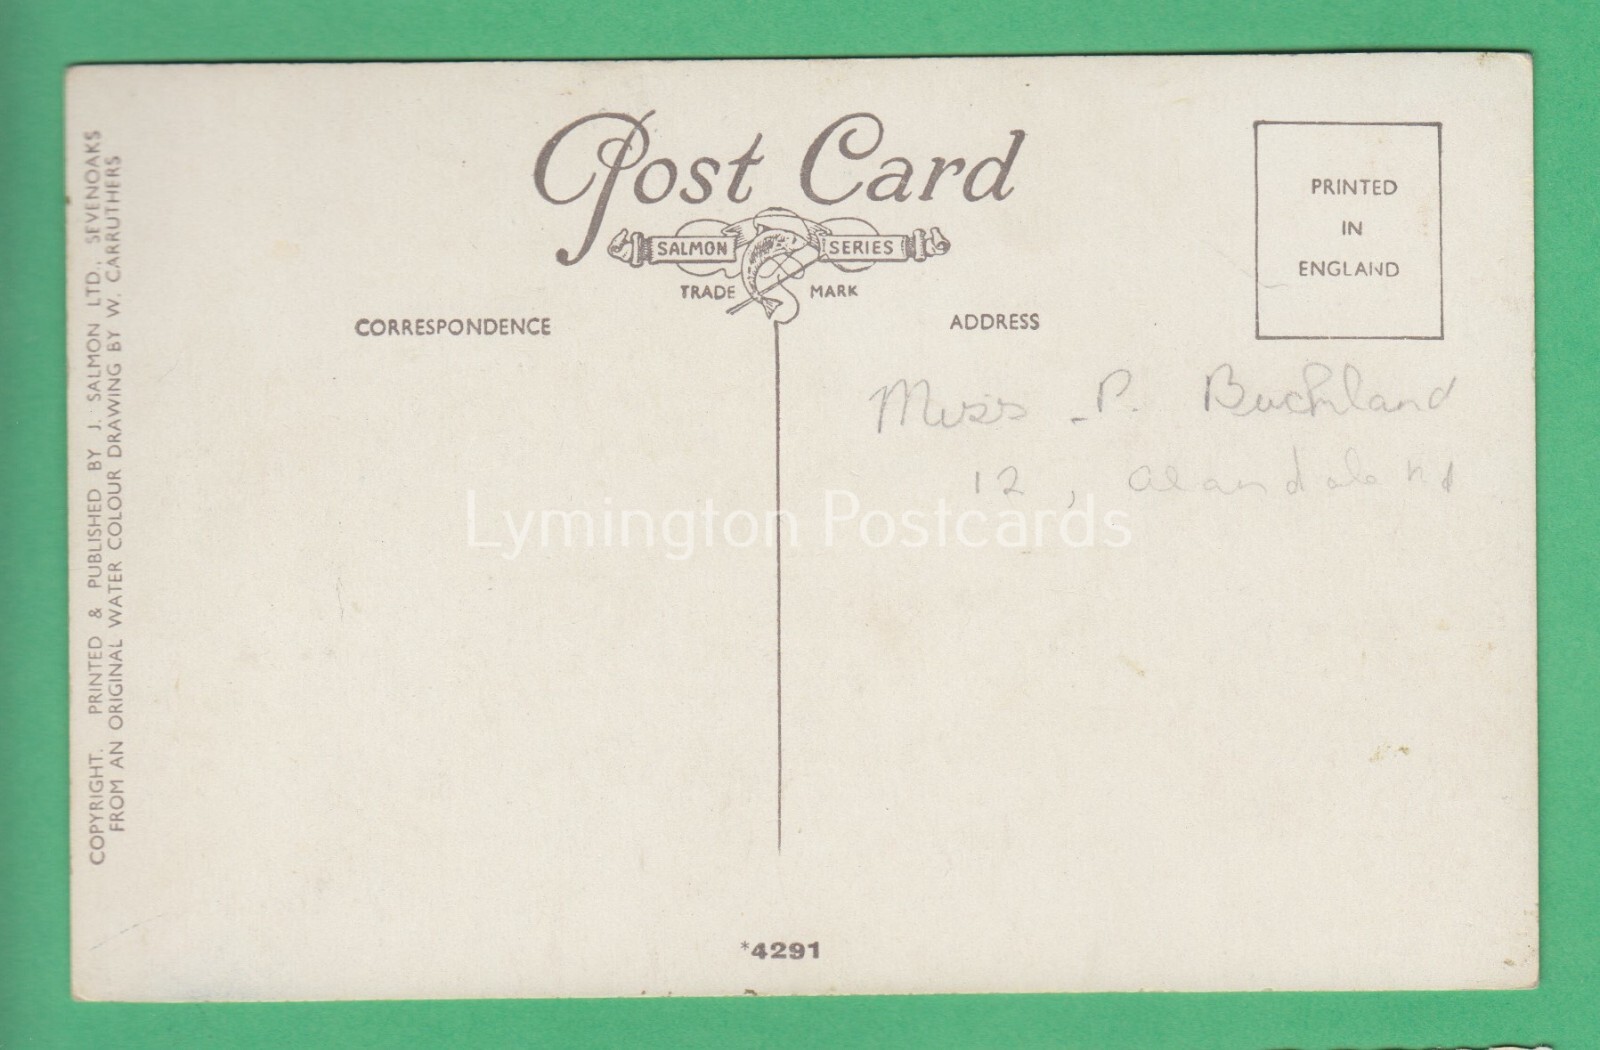 COPYRIGHT. PRINTED & PUBLISHED BY J. SALMON LTD., SEVENOAKS
FROM AN ORIGINAL WATER COLOUR DRAWING BY W. CARRUTHERS
Post Card
SALMON SERIES
TRADE MARK
CORRESPONDENCE
ADDRESS
PRINTED
IN
ENGLAND
Miss P. Buckland
12, Rd
Lymington Postcards
*4291